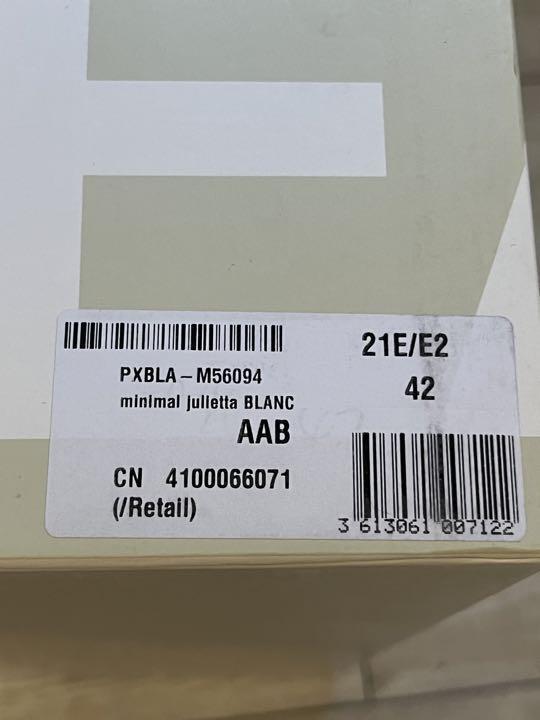 21E/E2
PXBLA – M56094
42
minimal julietta BLANC
AAB
CN 4100066071
(/Retail)
3 613061 007122